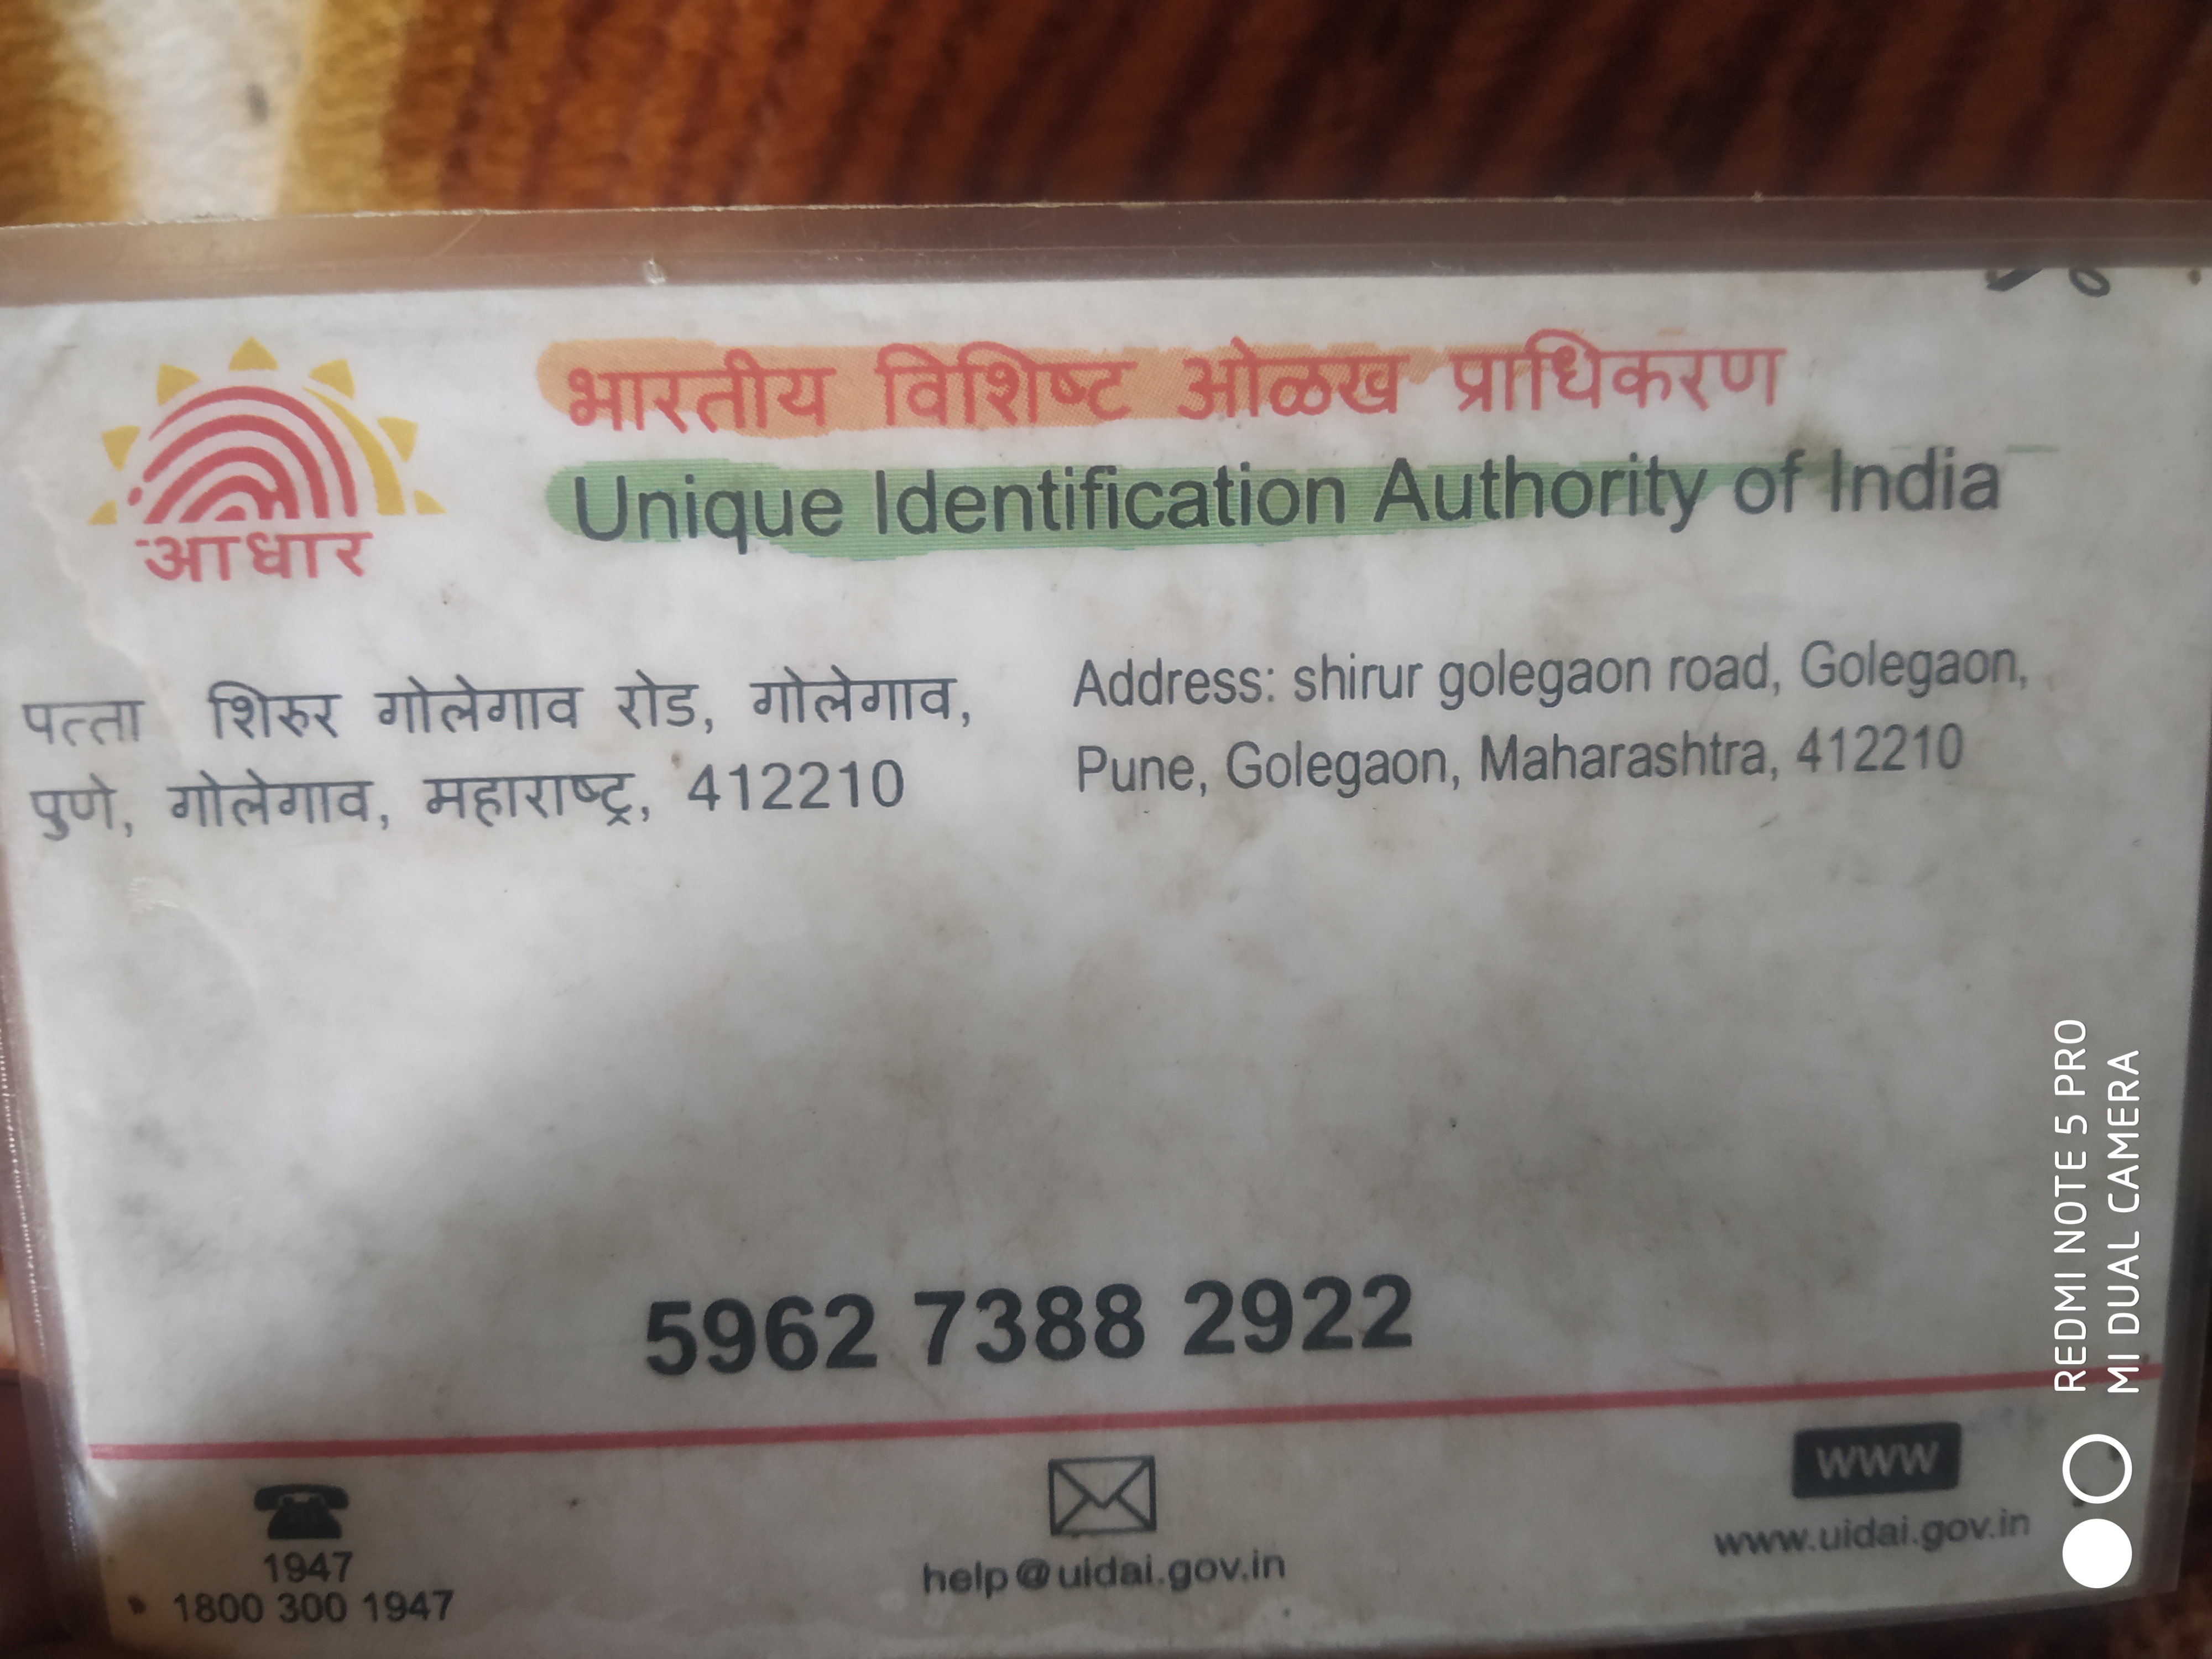 भारतीय विशिष्ट ओळख प्राधिकरण
Unique Identification Authority of India
आधार
पत्ता शिरुर गोलेगाव रोड, गोलेगाव,
पुणे, गोलेगाव, महाराष्ट्र, 412210
Address: shirur golegaon road, Golegaon,
Pune, Golegaon, Maharashtra, 412210
5962 7388 2922
1947
1800 300 1947
help@uidai.gov.in
www
www.uidai.gov.in
REDMI NOTE 5 PRO
MI DUAL CAMERA